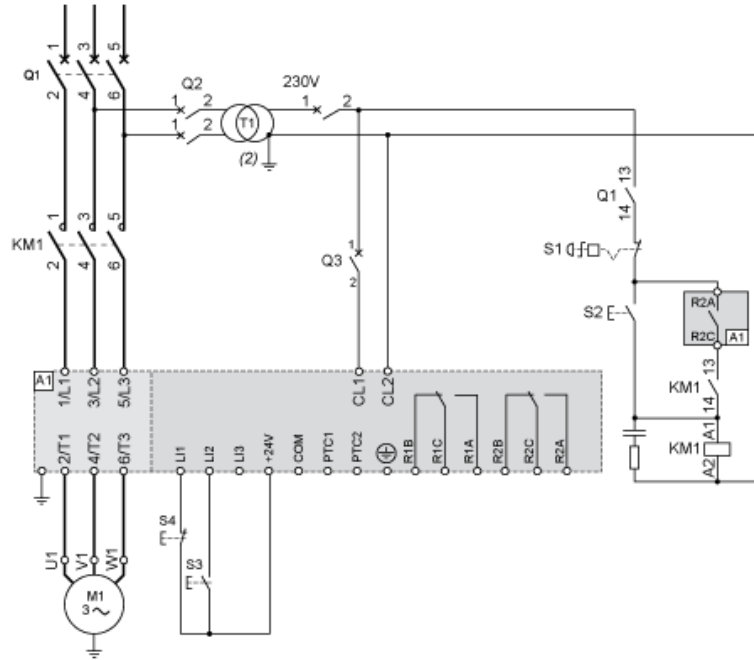 1 3 5
Q1
2 4 6
Q2
1 2
1 2
T1
(2)
230V
1 2
13
Q1
14
1 3 5
KM1
2 4 6
1
Q3
2
S1
S2
R2A
R2C
A1
13
KM1
14
A1
KM1
A2
A1
1/L1 3/L2 5/L3
CL1 CL2
2/T1 4/T2 6/T3
LI1 LI2 LI3 +24V COM PTC1 PTC2 R1B R1C R1A R2B R2C R2A
S4
S3
U1 V1 W1
M1
3